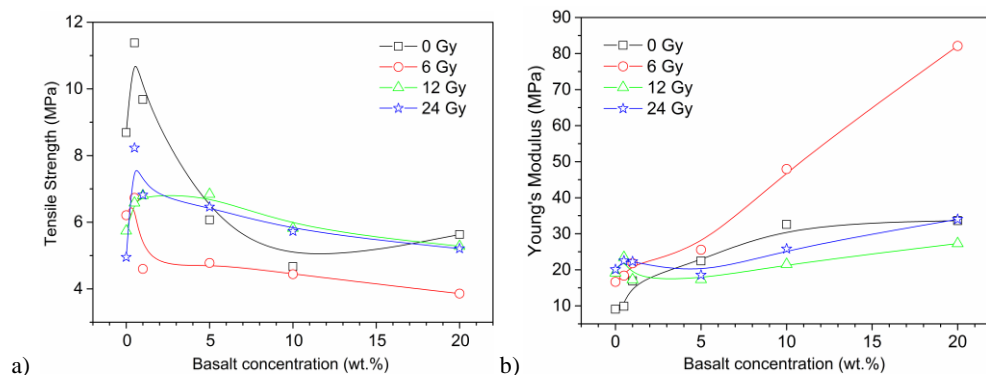 a)
Tensile Strength (MPa)
12
10
8
6
4
0 Gy
6 Gy
12 Gy
24 Gy
0 5 10 15 20
Basalt concentration (wt.%)
b)
Young's Modulus (MPa)
90
80
70
60
50
40
30
20
10
0 Gy
6 Gy
12 Gy
24 Gy
0 5 10 15 20
Basalt concentration (wt.%)